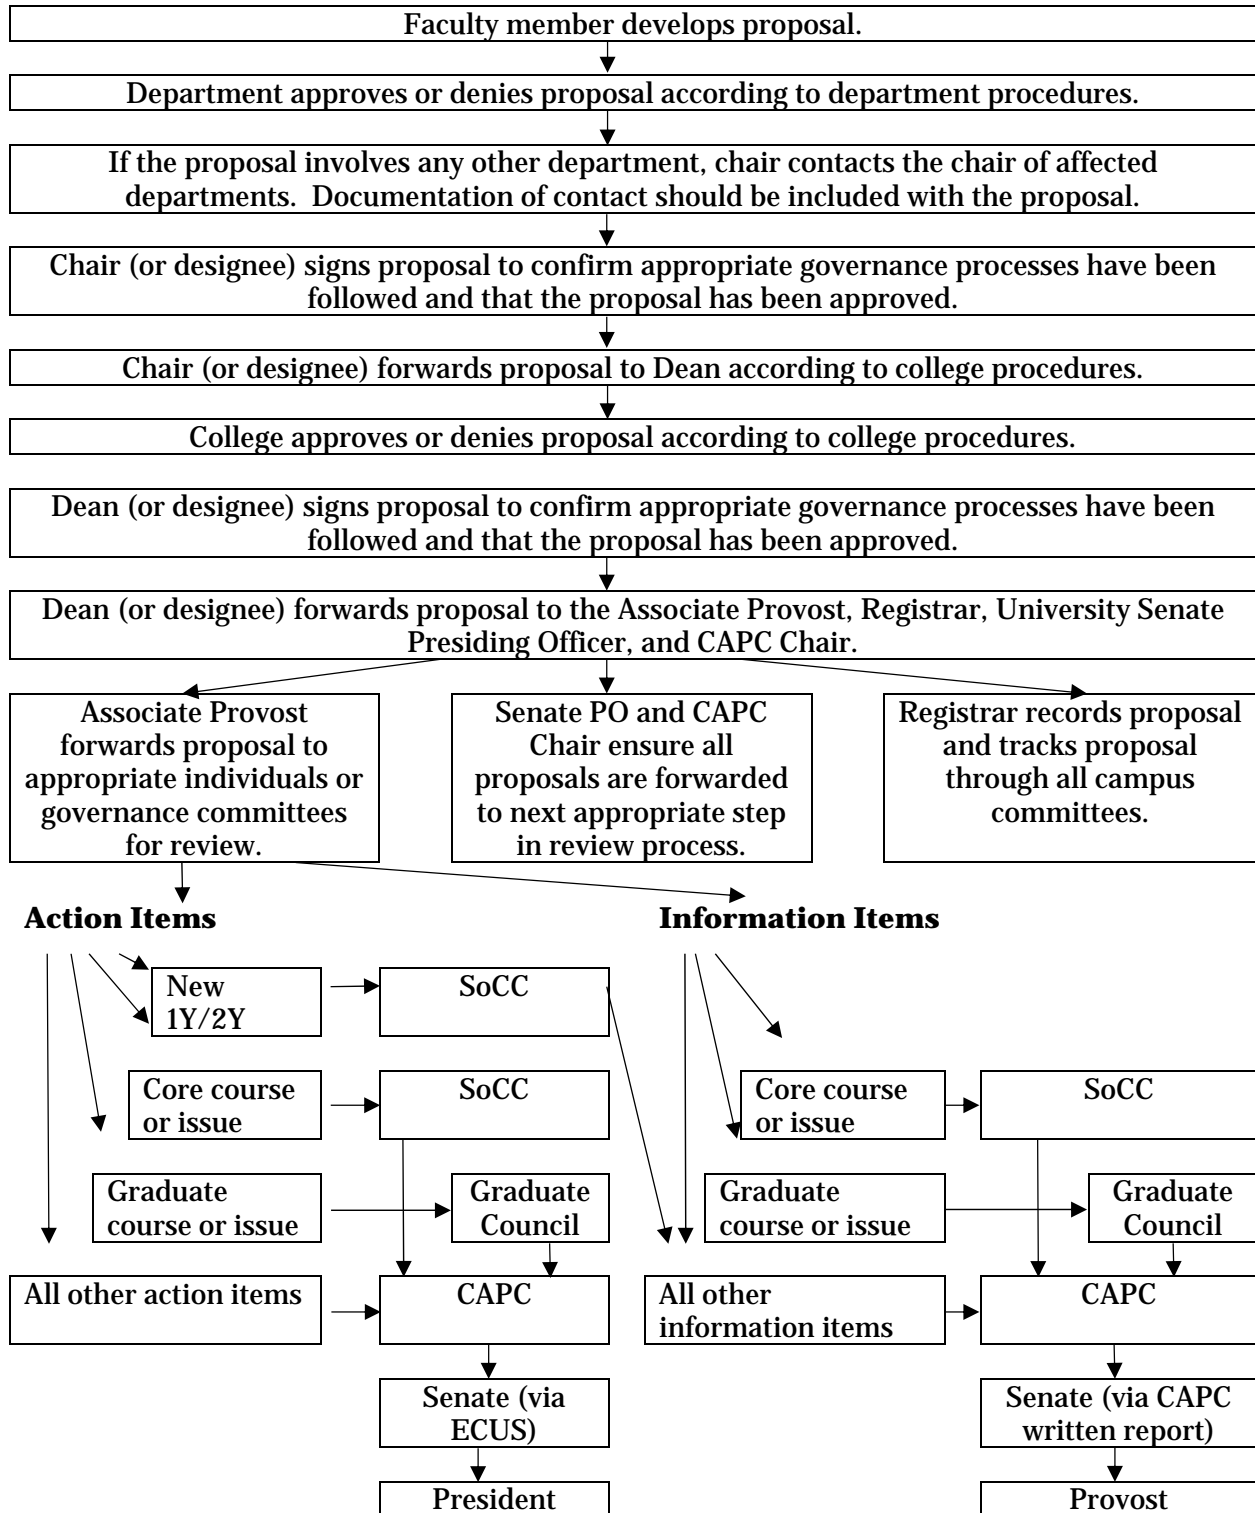 Faculty member develops proposal.
Department approves or denies proposal according to department procedures.
If the proposal involves any other department, chair contacts the chair of affected
departments.  Documentation of contact should be included with the proposal.
Chair (or designee) signs proposal to confirm appropriate governance processes have been
followed and that the proposal has been approved.
Chair (or designee) forwards proposal to Dean according to college procedures.
College approves or denies proposal according to college procedures.
Dean (or designee) signs proposal to confirm appropriate governance processes have been
followed and that the proposal has been approved.
Dean (or designee) forwards proposal to the Associate Provost, Registrar, University Senate
Presiding Officer, and CAPC Chair.
Associate Provost
forwards proposal to
appropriate individuals or
governance committees
for review.
Senate PO and CAPC
Chair ensure all
proposals are forwarded
to next appropriate step
in review process.
Registrar records proposal
and tracks proposal
through all campus
committees.
Action Items
Information Items
New
1Y/2Y
SoCC
Core course
or issue
SoCC
Core course
or issue
SoCC
Graduate
course or issue
Graduate
Council
Graduate
course or issue
Graduate
Council
All other action items
CAPC
All other
information items
CAPC
Senate (via
ECUS)
Senate (via CAPC
written report)
President
Provost